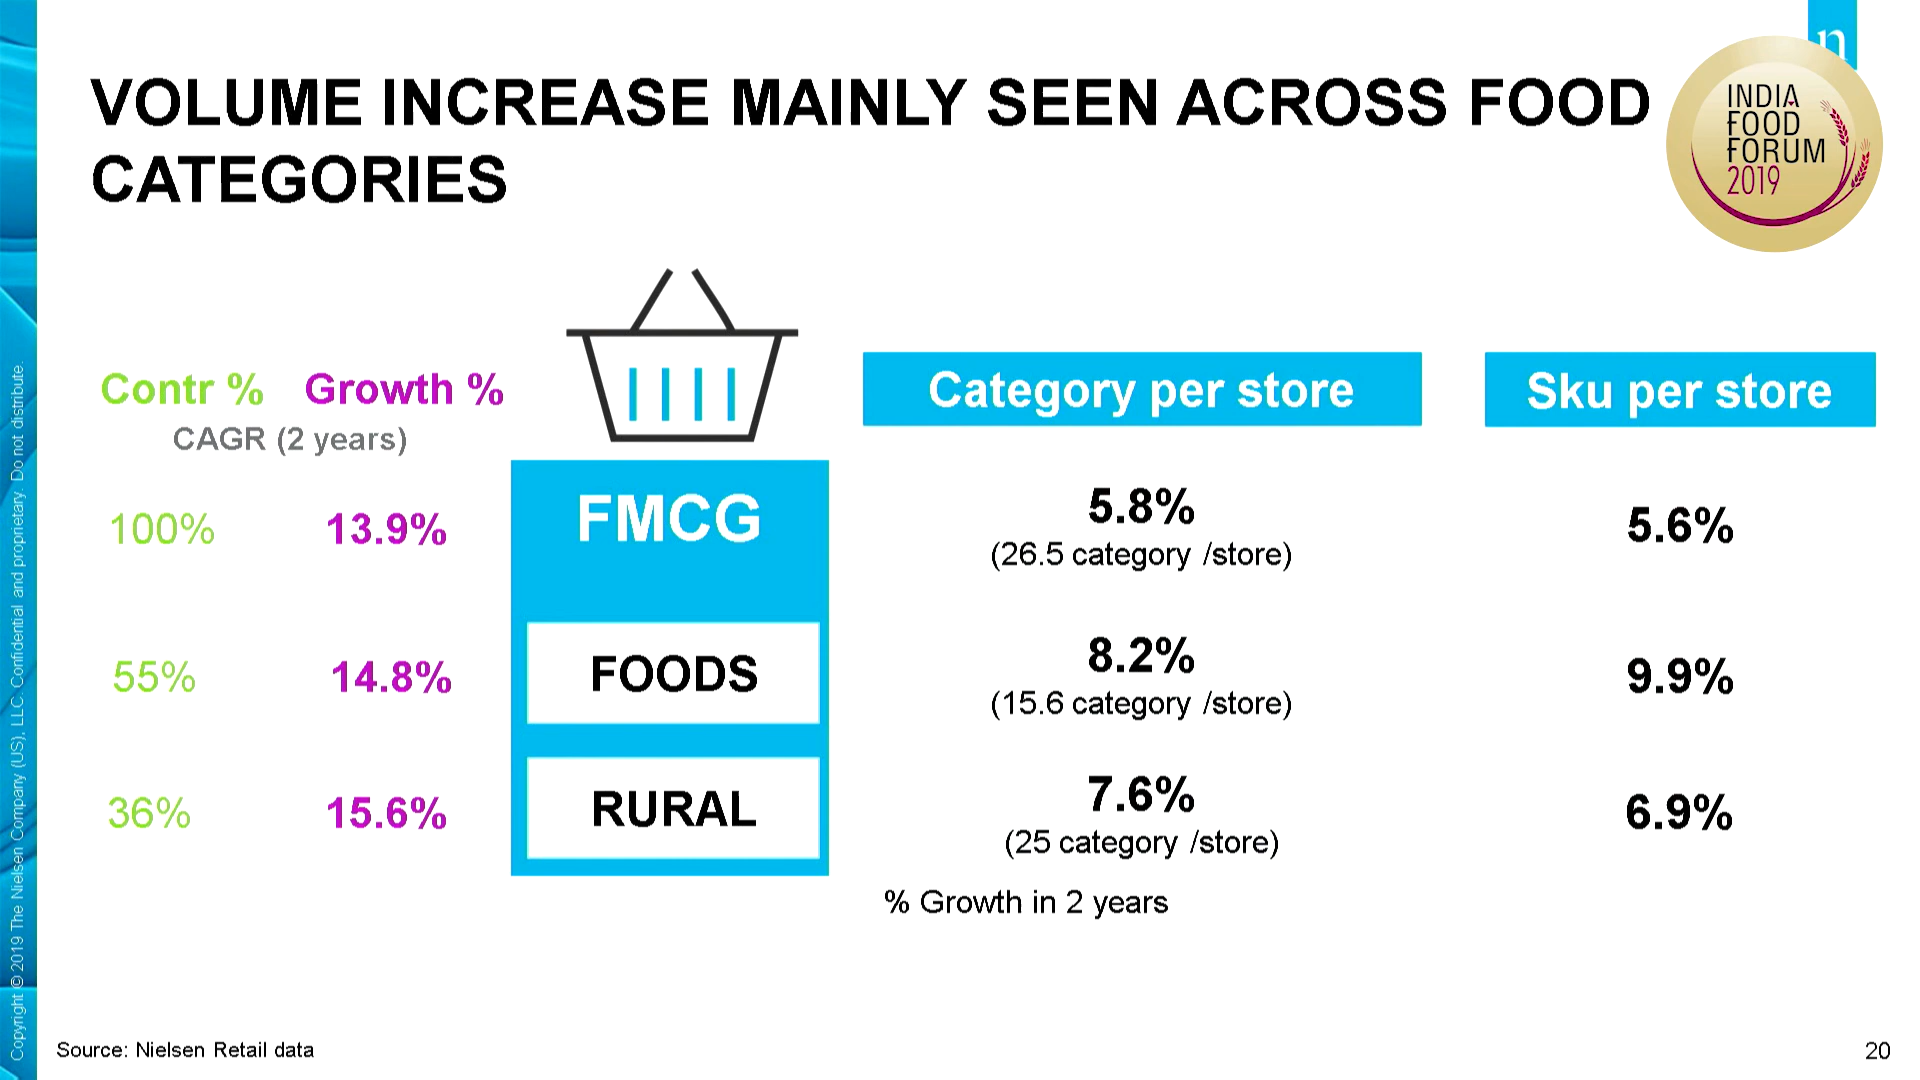 n
VOLUME INCREASE MAINLY SEEN ACROSS FOOD
CATEGORIES
INDIA
FOOD
FORUM
2019
Contr % Growth %
CAGR (2 years)
Category per store
Sku per store
100% 13.9% FMCG 5.8% 5.6%
(26.5 category /store)
55% 14.8% FOODS 8.2% 9.9%
(15.6 category /store)
36% 15.6% RURAL 7.6% 6.9%
(25 category /store)
% Growth in 2 years
Source: Nielsen Retail data
20
Copyright © 2019 The Nielsen Company (US), LLC. Confidential and proprietary. Do not distribute.